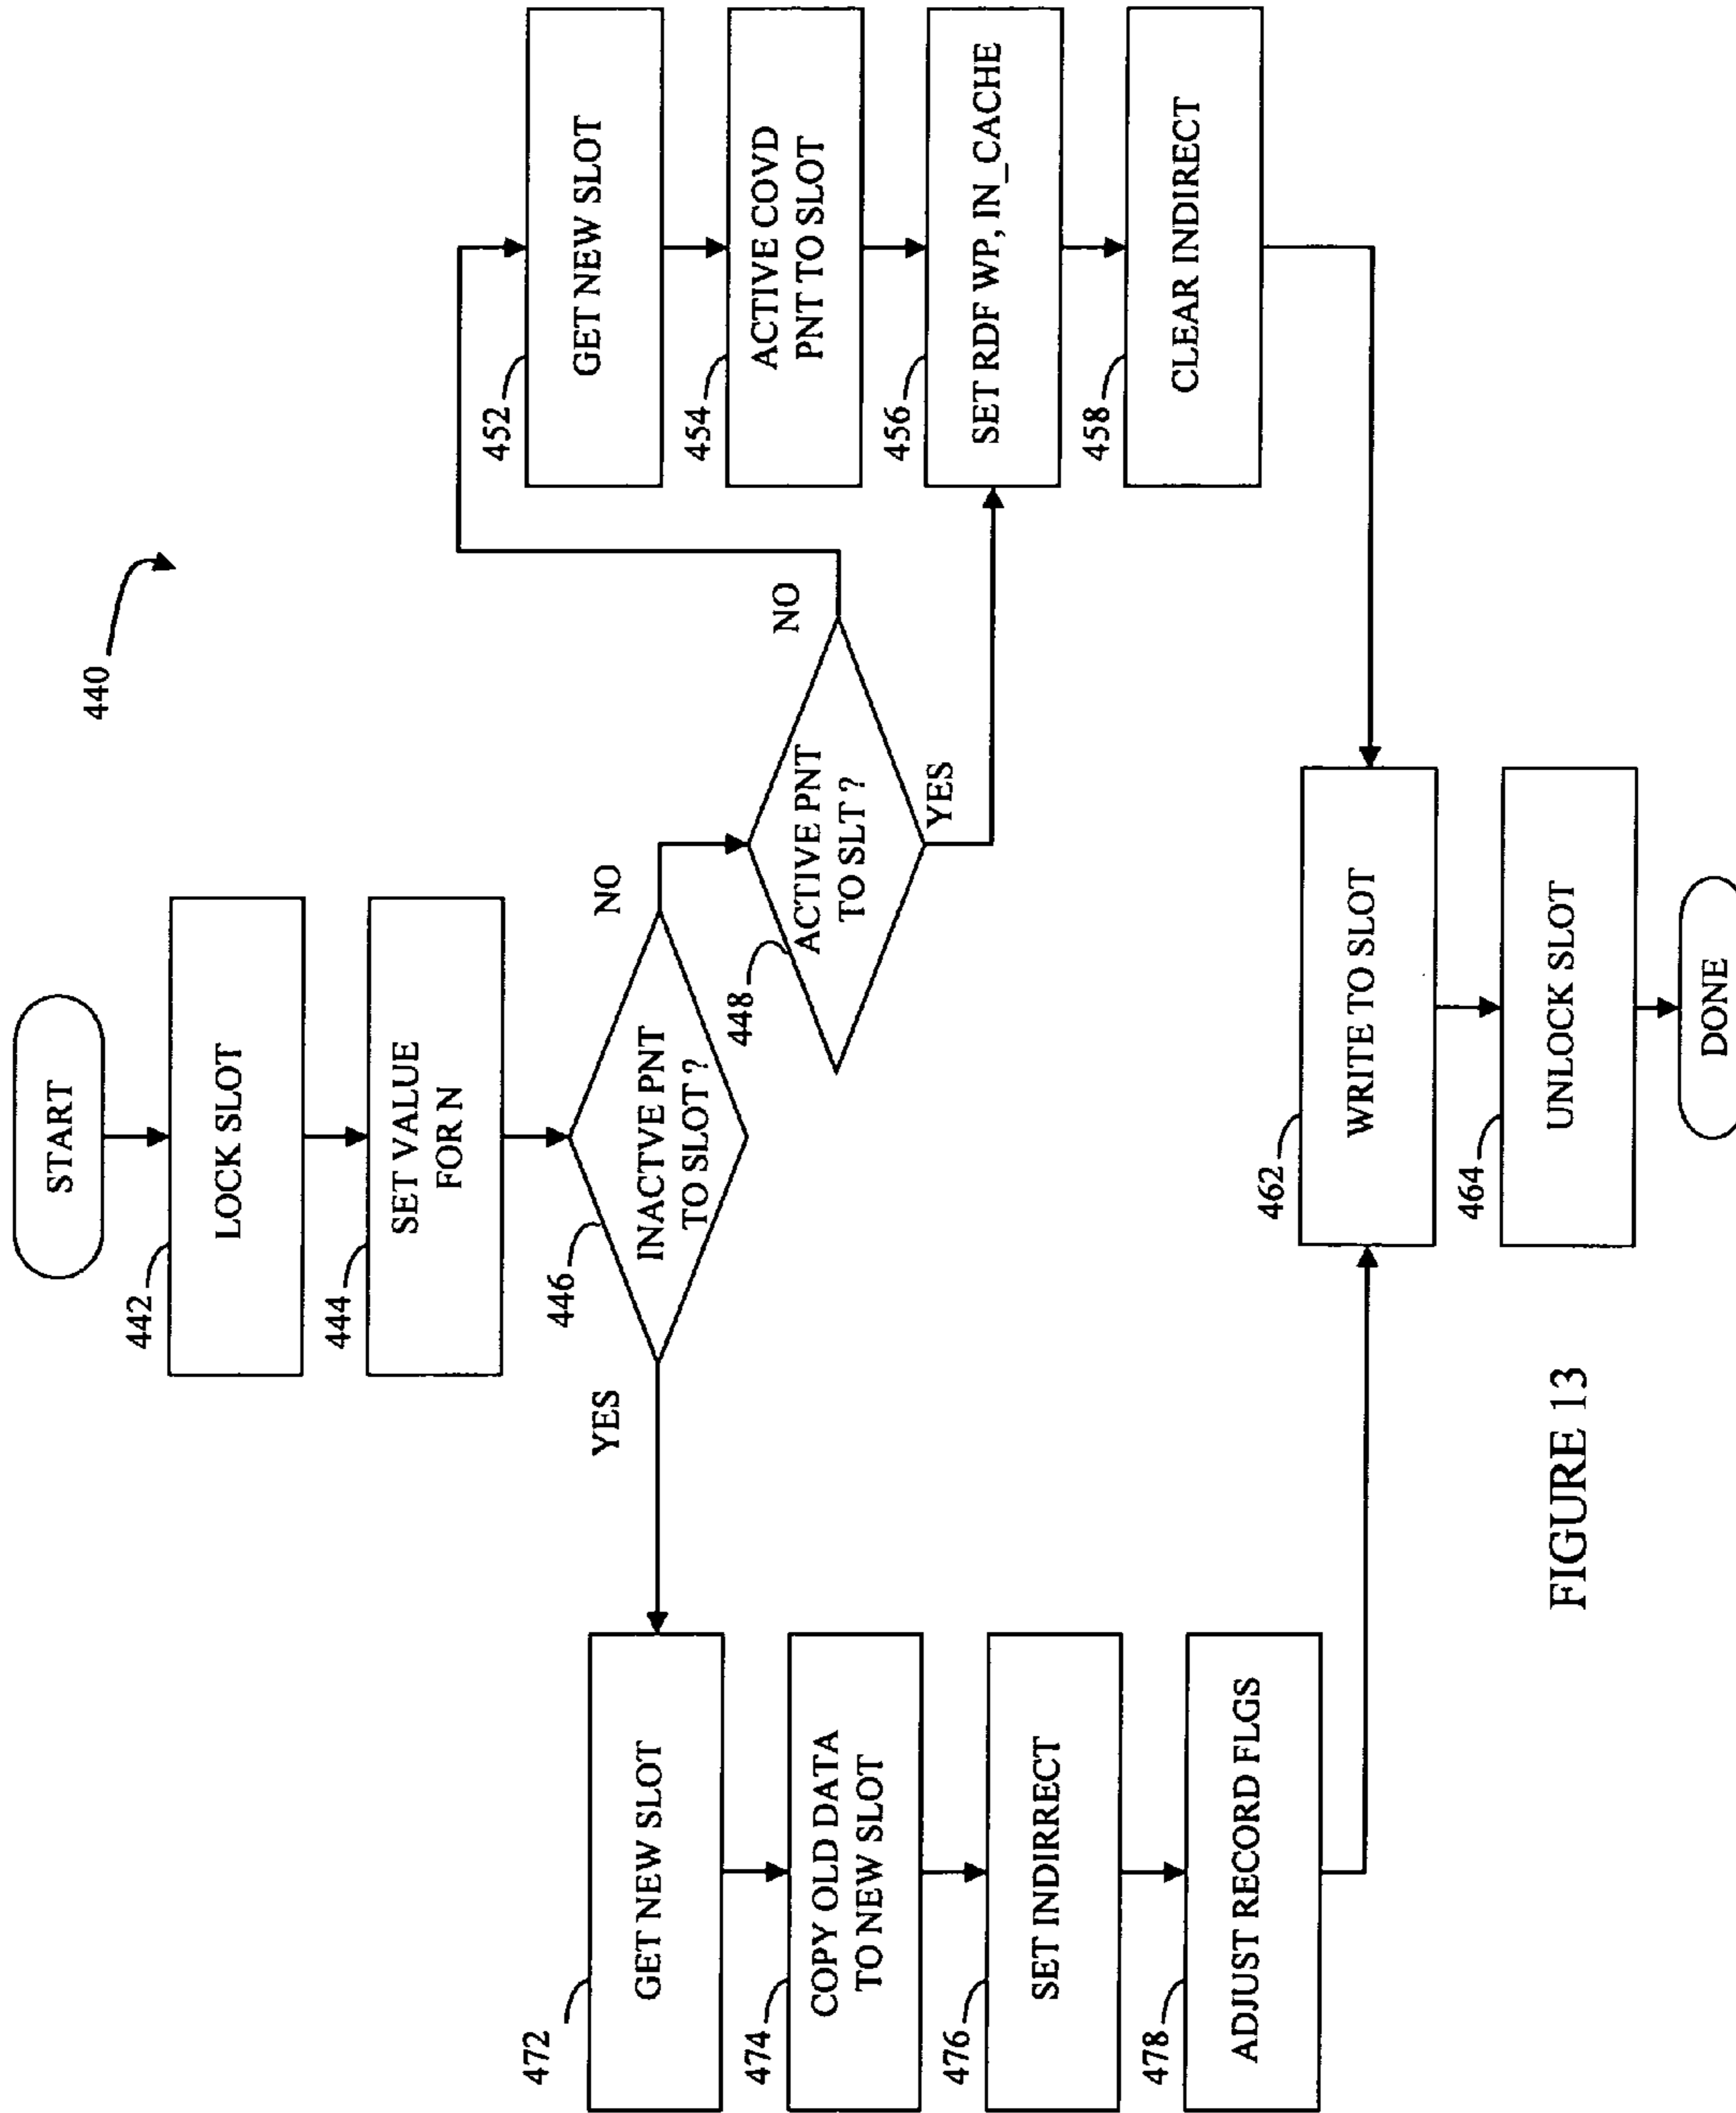 440
START
442
LOCK SLOT
444
SET VALUE
FOR N
446
INACTVE PNT
TO SLOT ?
YES
NO
448
ACTIVE PNT
TO SLT ?
NO
YES
452
GET NEW SLOT
454
ACTIVE COVD
PNT TO SLOT
456
SET RDF WP, IN_CACHE
458
CLEAR INDIRECT
472
GET NEW SLOT
474
COPY OLD DATA
TO NEW SLOT
476
SET INDIRRECT
478
ADJUST RECORD FLGS
462
WRITE TO SLOT
464
UNLOCK SLOT
DONE
FIGURE 13